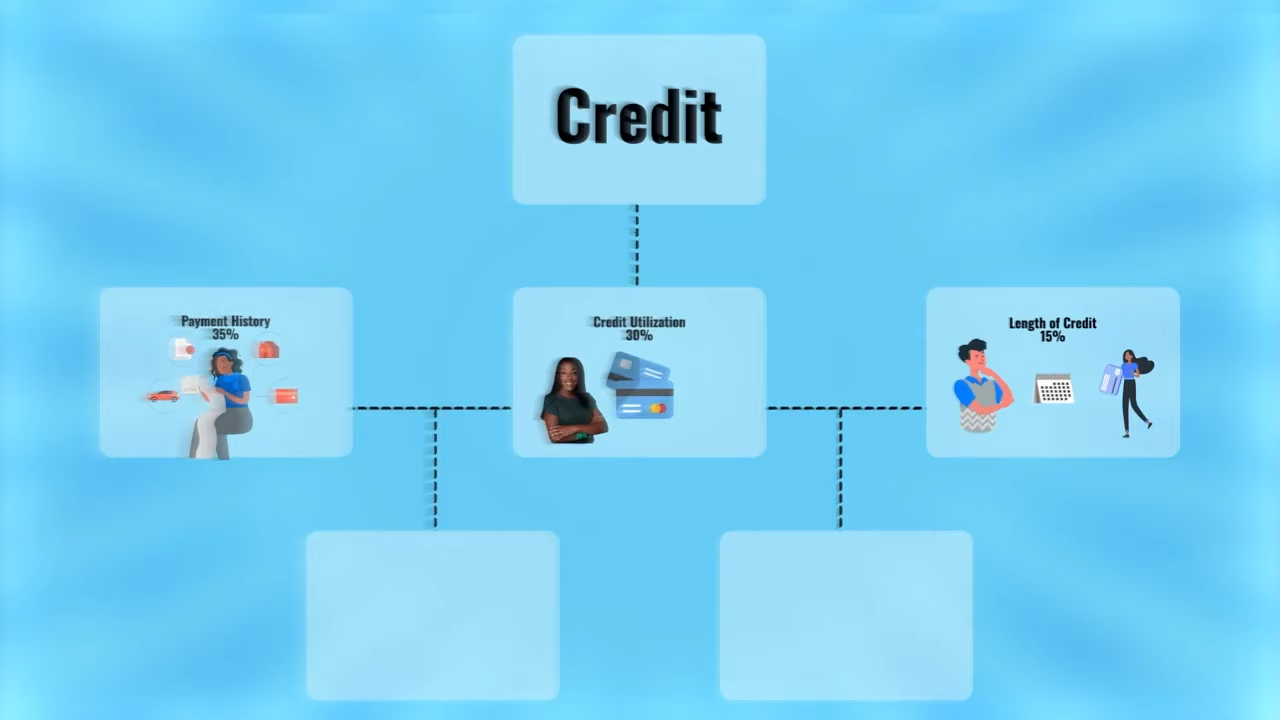 Credit
Payment History
35%
Credit Utilization
30%
Length of Credit
15%